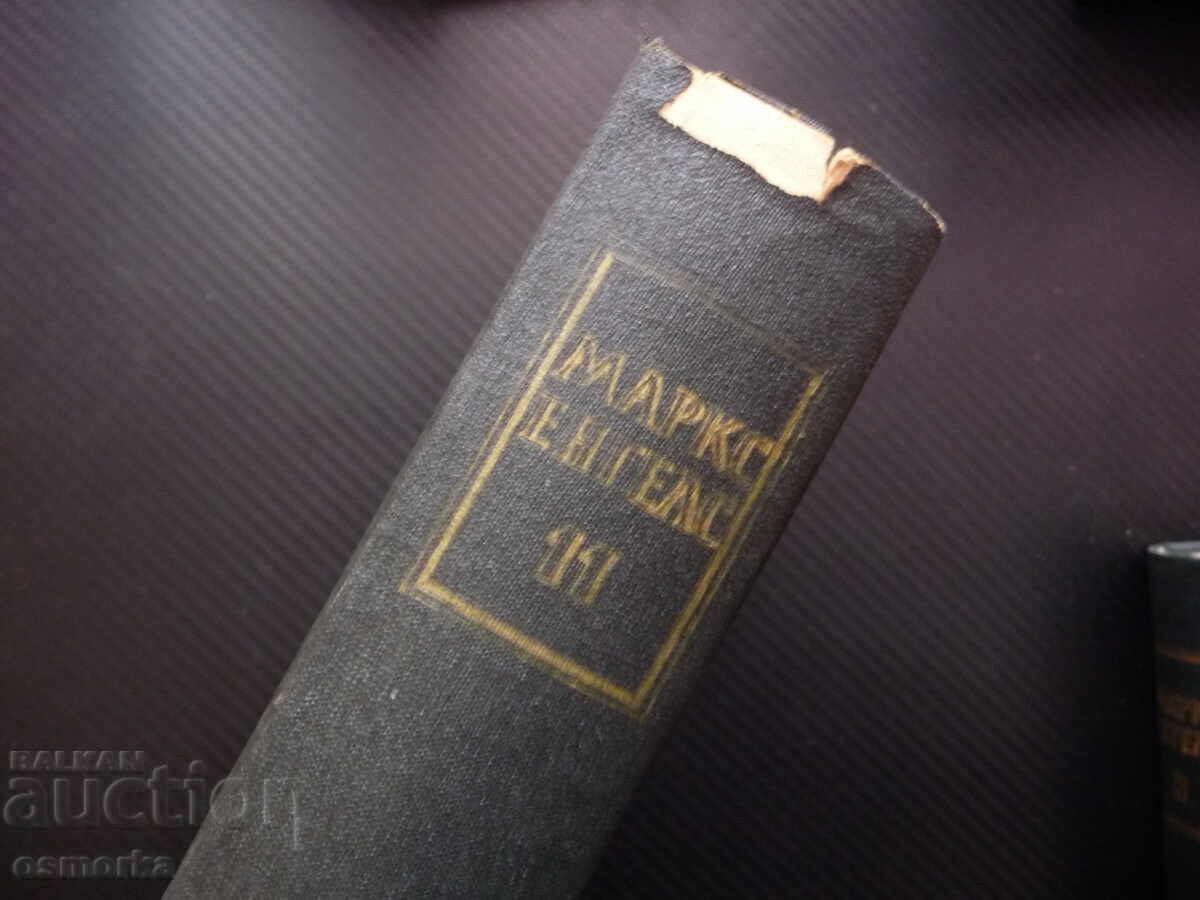 МАРКС
ЕНГЕЛС
11
BALKAN
auction
osmorka